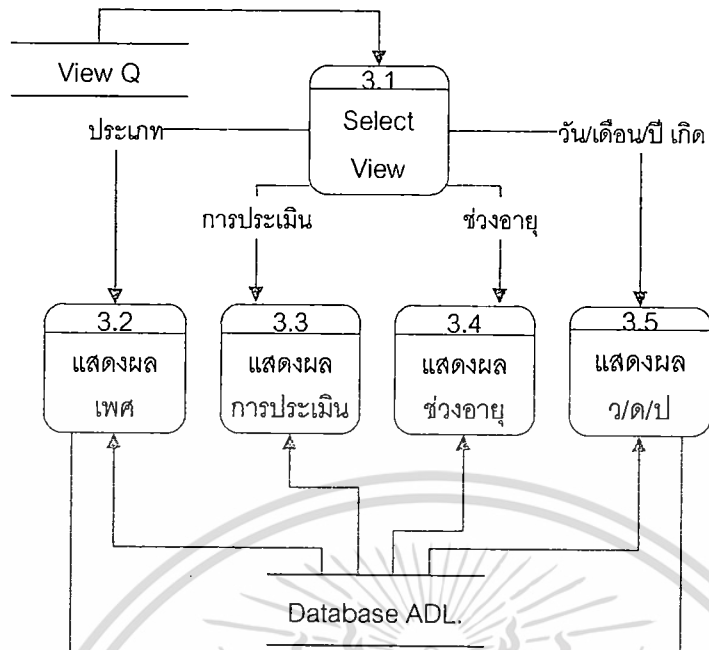 View Q
3.1
Select
View
ประเภท
วัน/เดือน/ปี เกิด
การประเมิน
ช่วงอายุ
3.2
แสดงผล
เพศ
3.3
แสดงผล
การประเมิน
3.4
แสดงผล
ช่วงอายุ
3.5
แสดงผล
ว/ด/ป
Database ADL.